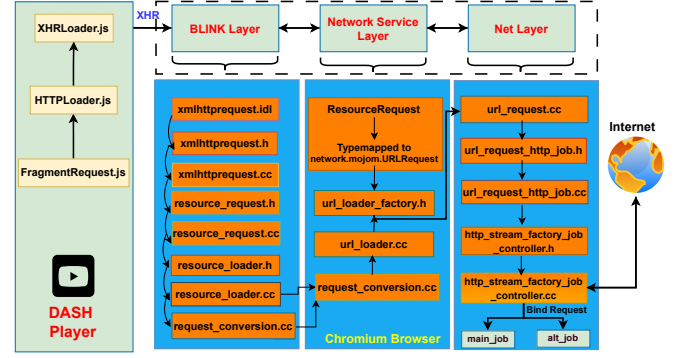 XHRLoader.js
HTTPLoader.js
FragmentRequest.js
DASH
Player
XHR
BLINK Layer
Network Service
Layer
Net Layer
xmlhttprequest.idl
xmlhttprequest.h
xmlhttprequest.cc
resource_request.h
resource_request.cc
resource_loader.h
resource_loader.cc
request_conversion.cc
ResourceRequest
Typemapped to
network.mojom.URLRequest
url_loader_factory.h
url_loader.cc
request_conversion.cc
Chromium Browser
url_request.cc
url_request_http_job.h
url_request_http_job.cc
http_stream_factory_job
_controller.h
http_stream_factory_job
_controller.cc
Bind Request
main_job
alt_job
Internet